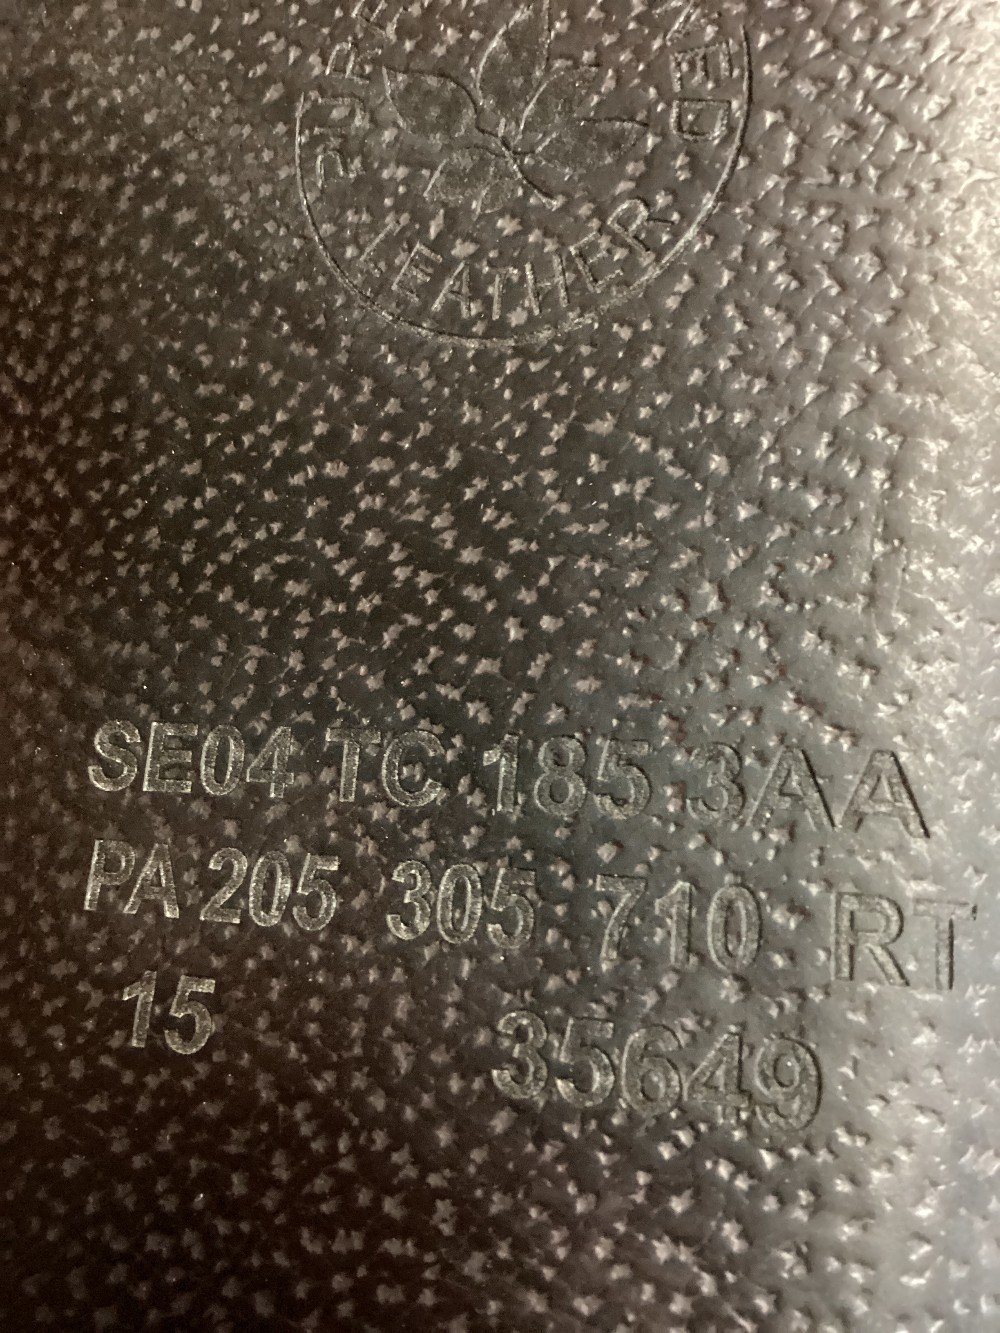 LEATHER
SE04 TC 185 3AA
PA 205 305 710 RT
15 35649